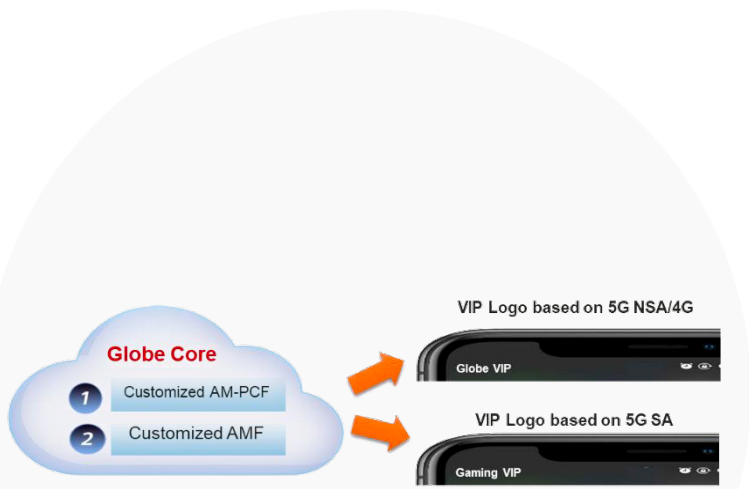 VIP Logo based on 5G NSA/4G
Globe Core
Globe VIP
1 Customized AM-PCF
2 Customized AMF
VIP Logo based on 5G SA
Gaming VIP